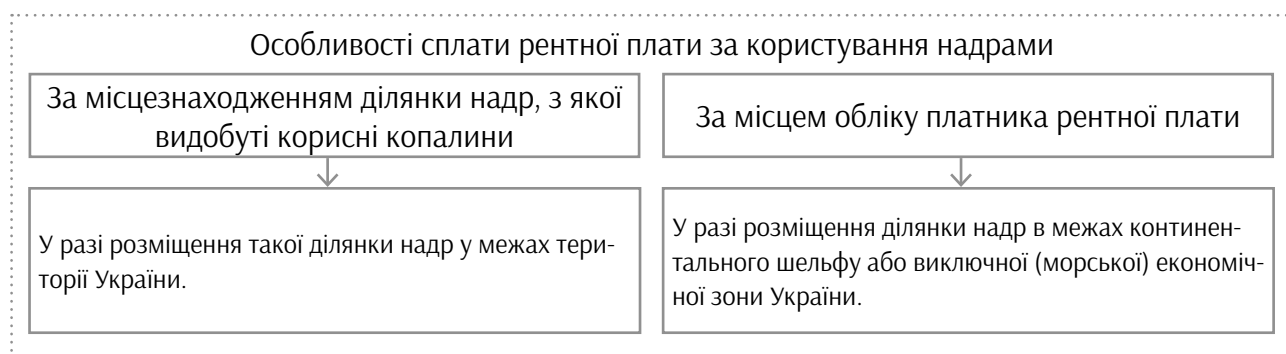 Особливості сплати рентної плати за користування надрами
За місцезнаходженням ділянки надр, з якої
видобуті корисні копалини
За місцем обліку платника рентної плати
У разі розміщення такої ділянки надр у межах тери-
торії України.
У разі розміщення ділянки надр в межах континен-
тального шельфу або виключної (морської) економіч-
ної зони України.